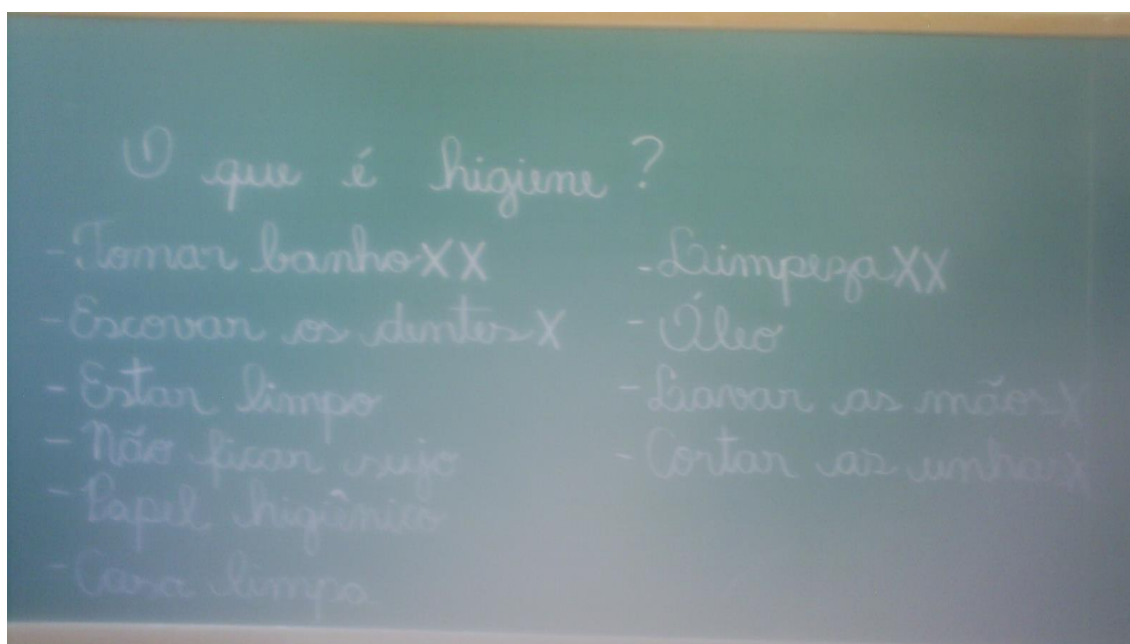 O que é higiene?
- Tomar banho XX
- Escovar os dentes X
- Estar limpo
- Não ficar sujo
- Papel higiênico
- Casa limpa
- Limpeza XX
- Óleo
- Lavar as mãos X
- Cortar as unhas X